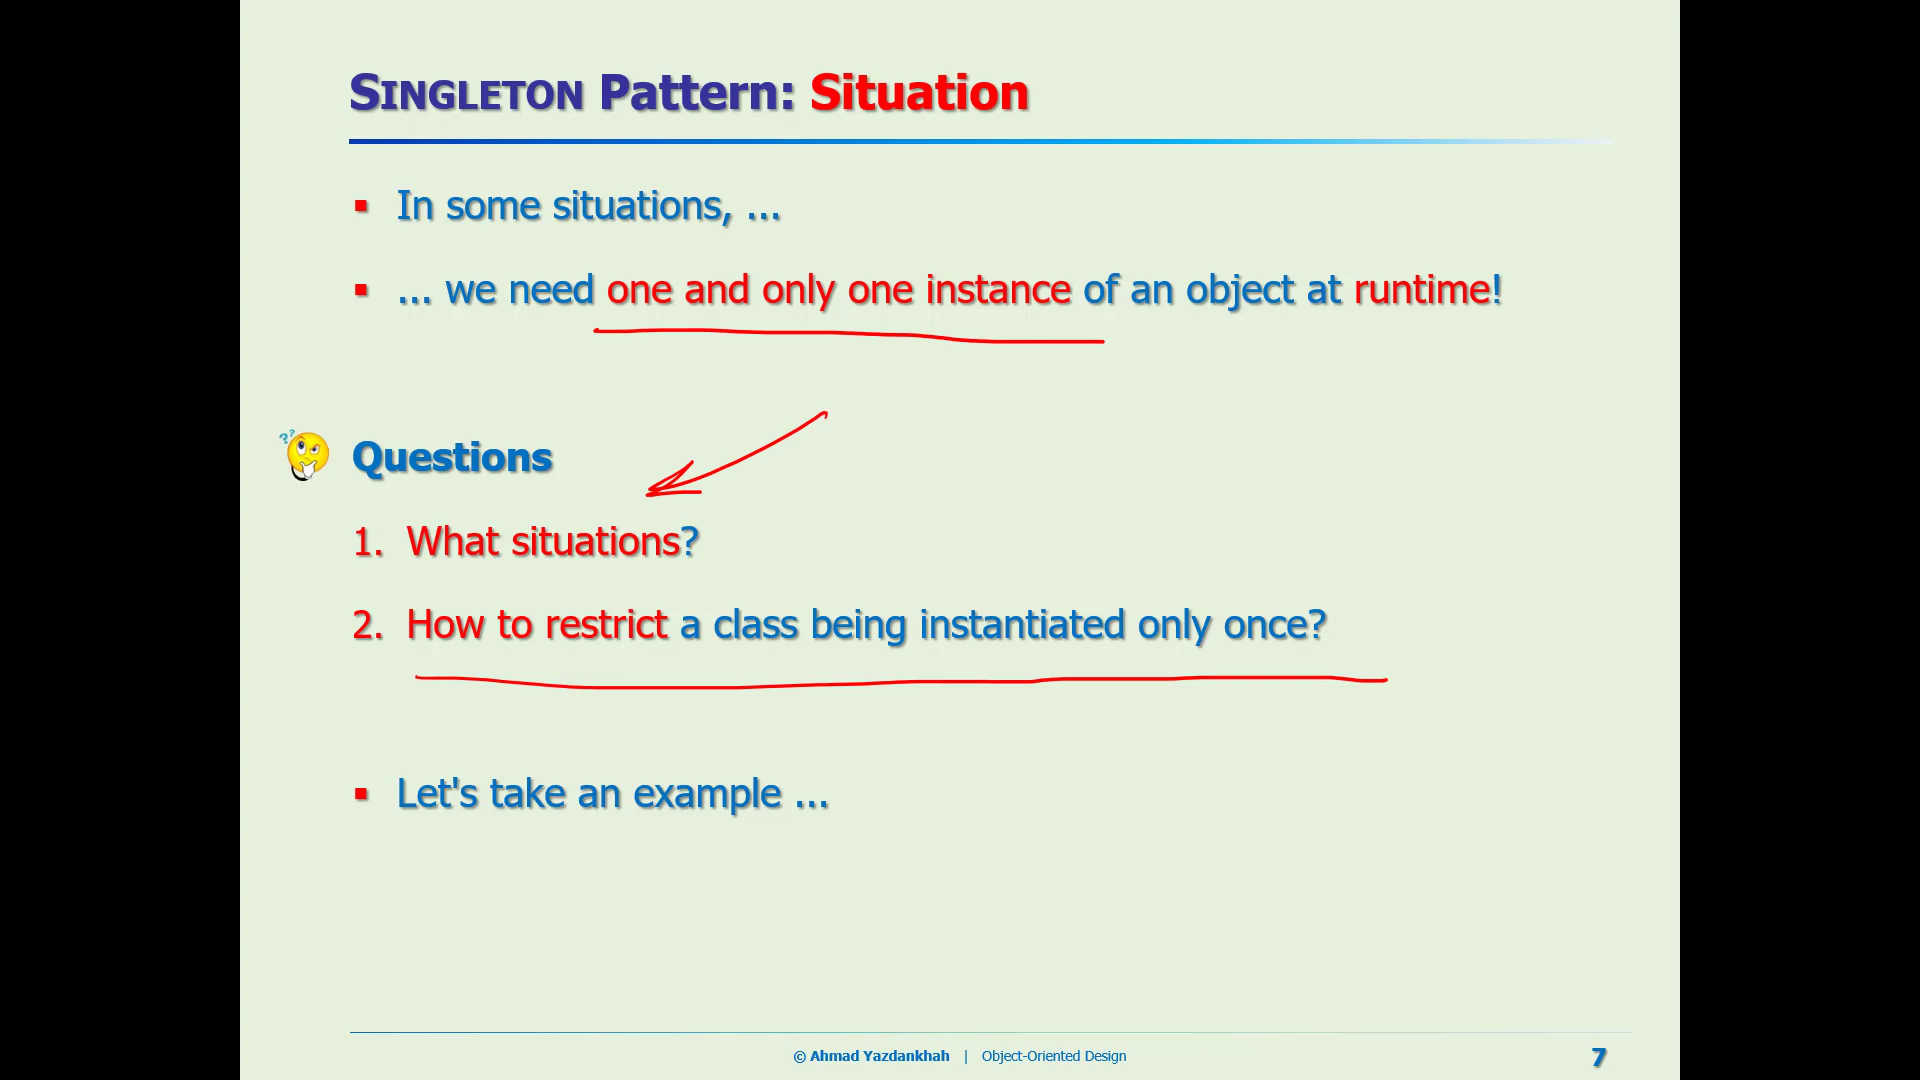 SINGLETON Pattern: Situation
▪ In some situations, ...
▪ ... we need one and only one instance of an object at runtime!
??
Questions
1. What situations?
2. How to restrict a class being instantiated only once?
▪ Let's take an example ...
© Ahmad Yazdankhah | Object-Oriented Design
7